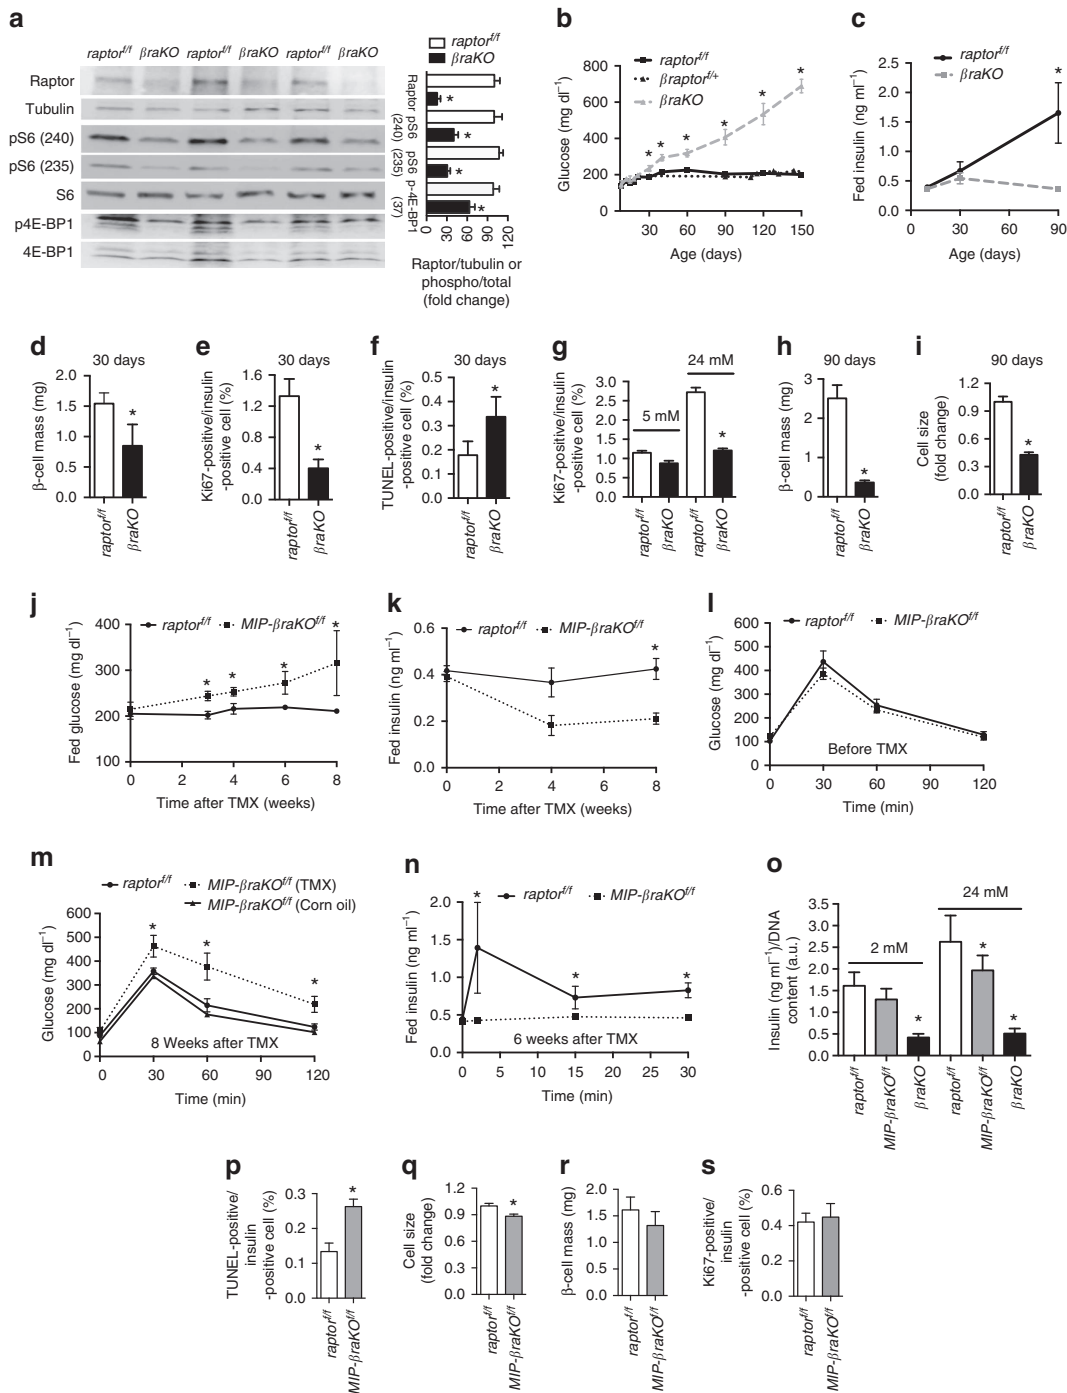 a
raptorf/f βraKO raptorf/f βraKO raptorf/f βraKO
Raptor
Tubulin
pS6 (240)
pS6 (235)
S6
p4E-BP1
4E-BP1
raptorf/f
βraKO
Raptor
pS6 (240)
pS6 (235)
p-4E-BP1 (37)
* * * *
0 30 60 90 120
Raptor/tubulin or
phospho/total
(fold change)
b
raptorf/f
βraptorf/+
βraKO
Glucose (mg dl–1)
800
600
400
200
0
* * * * * *
30 60 90 120 150
Age (days)
c
raptorf/f
βraKO
Fed insulin (ng ml–1)
2.5
2.0
1.5
1.0
0.5
0.0
*
0 30 60 90
Age (days)
d
30 days
β-cell mass (mg)
2.0
1.5
1.0
0.5
0.0
*
raptorf/f
βraKO
e
30 days
Ki67-positive/insulin
-positive cell (%)
1.6
1.2
0.8
0.4
0.0
*
raptorf/f
βraKO
f
30 days
TUNEL-positive/insulin
-positive cell (%)
0.5
0.4
0.3
0.2
0.1
0.0
*
raptorf/f
βraKO
g
24 mM
5 mM
Ki67-positive/insulin
-positive cell (%)
3.0
2.5
2.0
1.5
1.0
0.5
0.0
*
raptorf/f
βraKO
raptorf/f
βraKO
h
90 days
β-cell mass (mg)
3
2
1
0
*
raptorf/f
βraKO
i
90 days
Cell size
(fold change)
1.2
0.9
0.6
0.3
0.0
*
raptorf/f
βraKO
j
raptorf/f MIP-βraKOf/f
Fed glucose (mg dl–1)
400
300
200
100
* * * *
0 2 4 6 8
Time after TMX (weeks)
k
raptorf/f MIP-βraKOf/f
Fed insulin (ng ml–1)
0.6
0.4
0.2
0.0
*
0 2 4 6 8
Time after TMX (weeks)
l
raptorf/f MIP-βraKOf/f
Glucose (mg dl–1)
600
500
400
300
200
100
0
Before TMX
0 30 60 90 120
Time (min)
m
raptorf/f MIP-βraKOf/f (TMX)
MIP-βraKOf/f (Corn oil)
Glucose (mg dl–1)
600
500
400
300
200
100
0
* * *
8 Weeks after TMX
0 30 60 90 120
Time (min)
n
raptorf/f MIP-βraKOf/f
Fed insulin (ng ml–1)
2.0
1.5
1.0
0.5
0.0
* * *
6 weeks after TMX
0 5 10 15 20 25 30
Time (min)
o
24 mM
2 mM
Insulin (ng ml–1)/DNA
content (a.u.)
3.5
3.0
2.5
2.0
1.5
1.0
0.5
0.0
* * *
raptorf/f
MIP-βraKOf/f
βraKO
raptorf/f
MIP-βraKOf/f
βraKO
p
TUNEL-positive/
insulin
-positive cell (%)
0.3
0.2
0.1
0.0
*
raptorf/f
MIP-βraKOf/f
q
Cell size
(fold change)
1.2
0.9
0.6
0.3
0.0
*
raptorf/f
MIP-βraKOf/f
r
β-cell mass (mg)
2.0
1.5
1.0
0.5
0.0
raptorf/f
MIP-βraKOf/f
s
Ki67-positive/
insulin
-positive cell (%)
0.6
0.4
0.2
0.0
raptorf/f
MIP-βraKOf/f